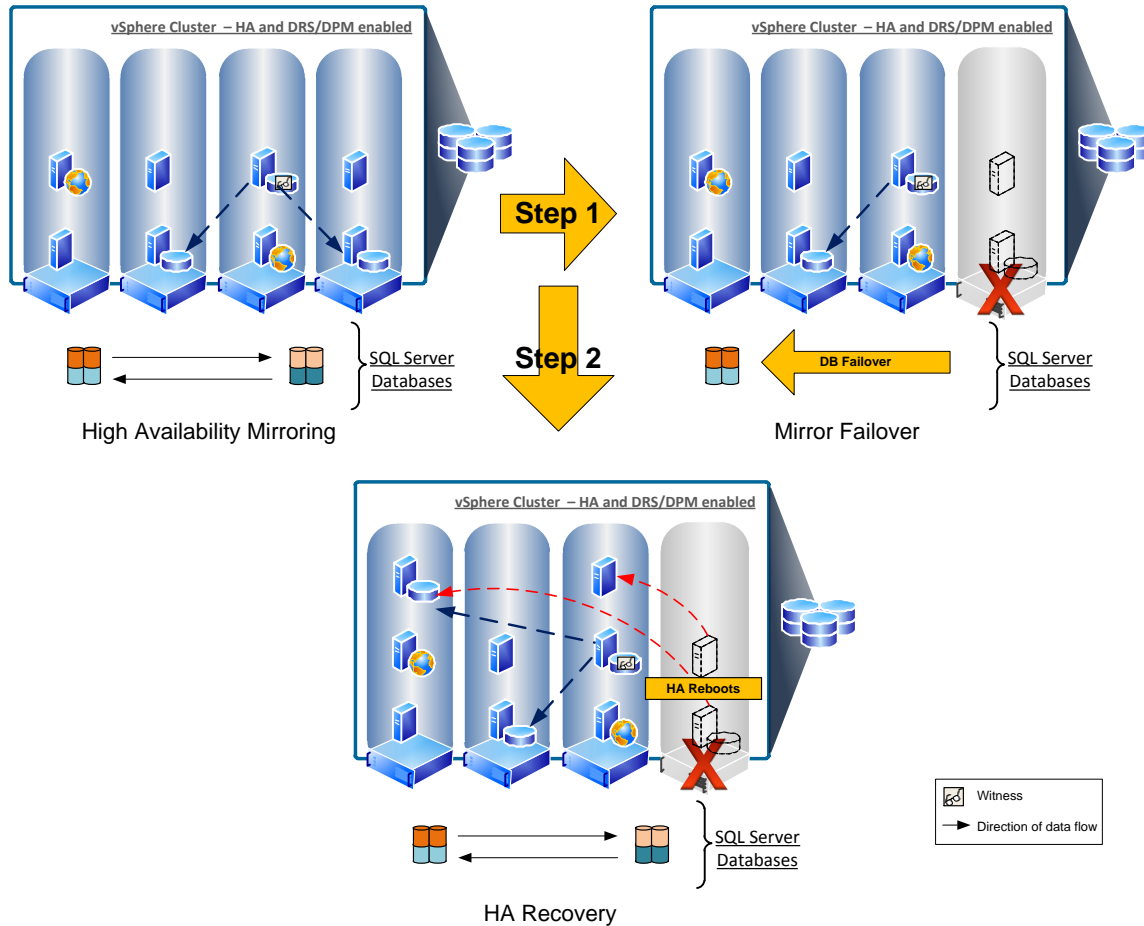 vSphere Cluster – HA and DRS/DPM enabled
vSphere Cluster – HA and DRS/DPM enabled
Step 1
Step 2
SQL Server
Databases
DB Failover
SQL Server
Databases
High Availability Mirroring
Mirror Failover
vSphere Cluster – HA and DRS/DPM enabled
HA Reboots
Witness
Direction of data flow
SQL Server
Databases
HA Recovery